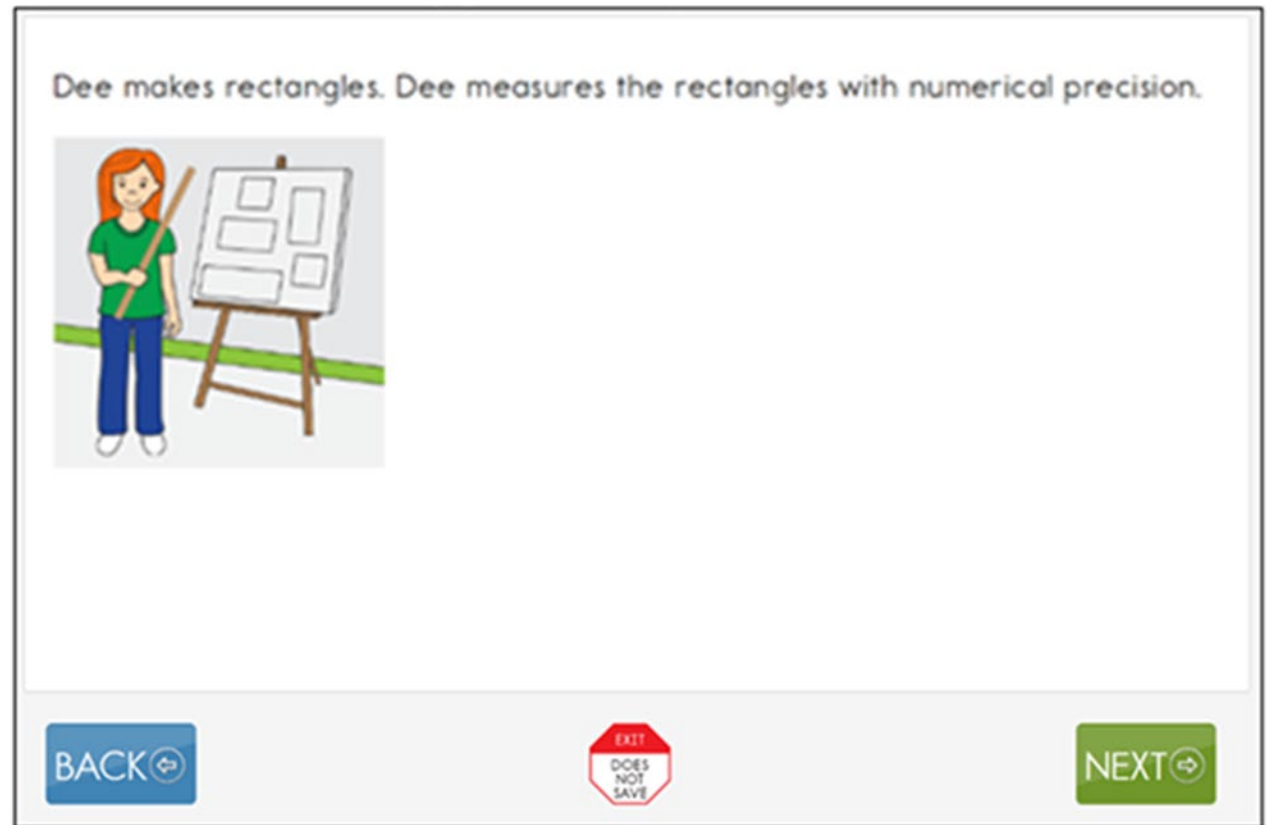 Dee makes rectangles. Dee measures the rectangles with numerical precision.
BACK
EXIT
DOES
NOT
SAVE
NEXT